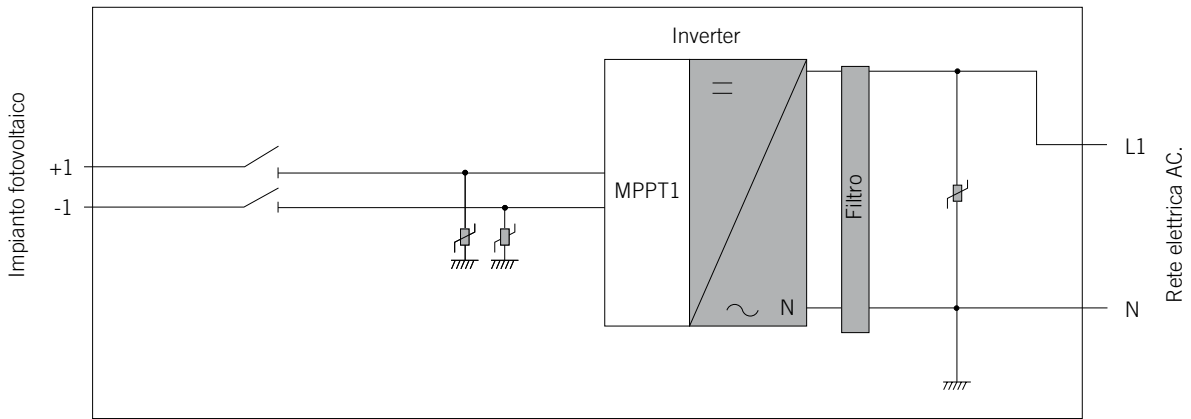 Inverter
Impianto fotovoltaico
+1
-1
MPPT1
N
Filtro
L1
N
Rete elettrica AC.